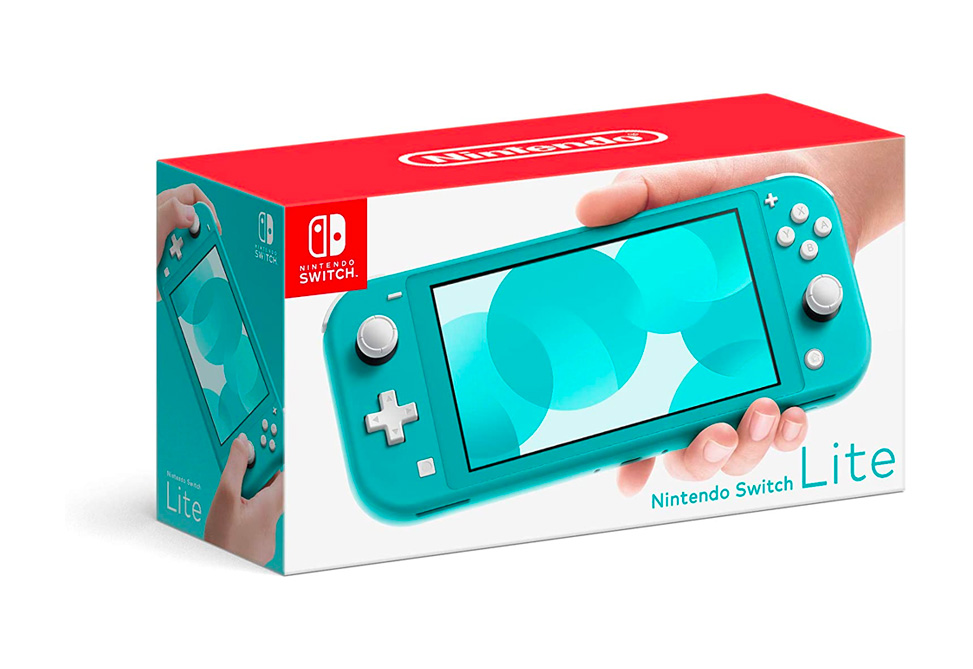 Nintendo
NINTENDO
SWITCH
NINTENDO
SWITCH
X
Y
A
B
Nintendo Switch
Lite
Nintendo Switch Lite